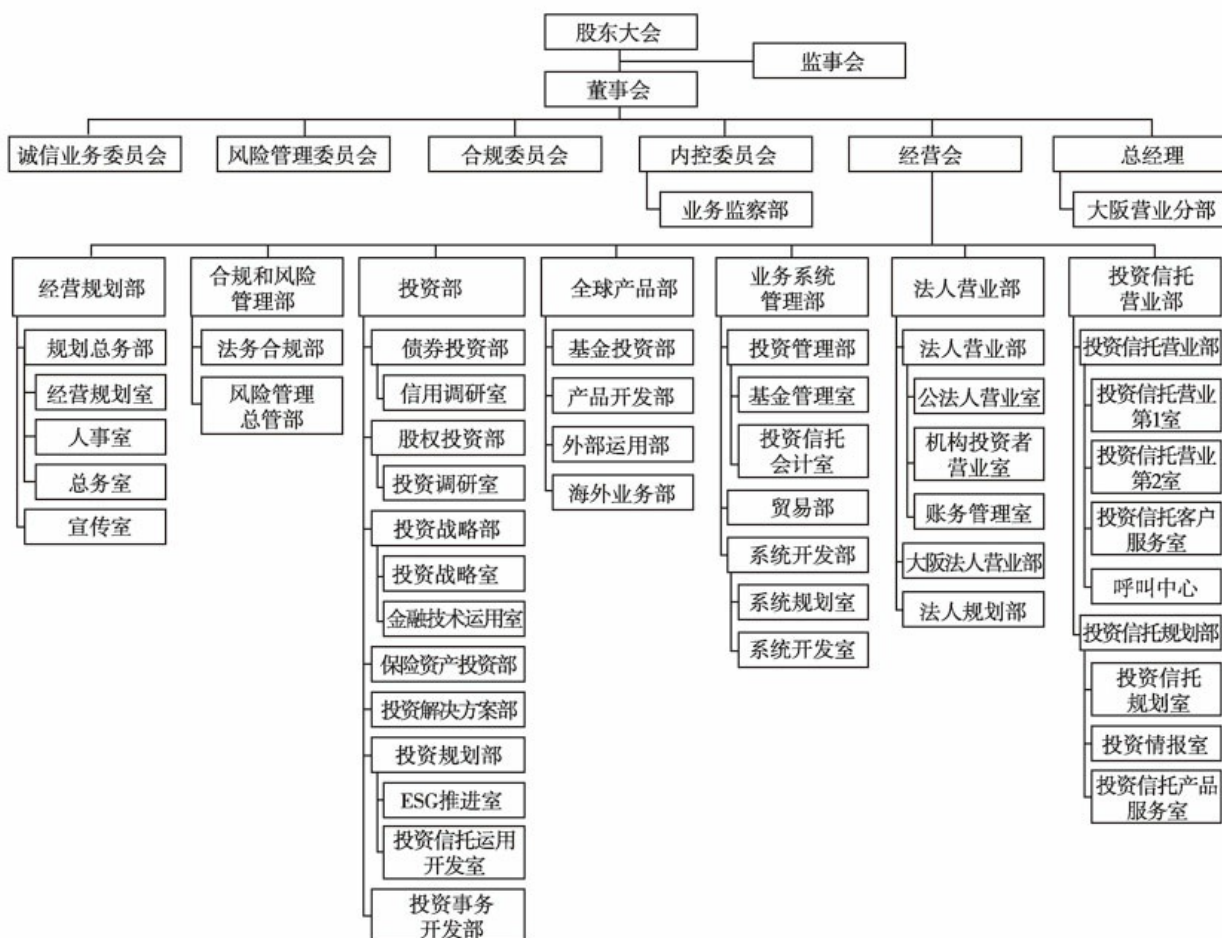 股东大会
监事会
董事会
诚信业务委员会
风险管理委员会
合规委员会
内控委员会
经营会
总经理
业务监察部
大阪营业分部
经营规划部
规划总务部
经营规划室
人事室
总务室
宣传室
合规和风险
管理部
法务合规部
风险管理
总管部
投资部
债券投资部
信用调研室
股权投资部
投资调研室
投资战略部
投资战略室
金融技术运用室
保险资产投资部
投资解决方案部
投资规划部
ESG推进室
投资信托运用
开发室
投资事务
开发部
全球产品部
基金投资部
产品开发部
外部运用部
海外业务部
业务系统
管理部
投资管理部
基金管理室
投资信托
会计室
贸易部
系统开发部
系统规划室
系统开发室
法人营业部
法人营业部
公法人营业室
机构投资者
营业室
账务管理室
大阪法人营业部
法人规划部
投资信托
营业部
投资信托营业部
投资信托营业
第1室
投资信托营业
第2室
投资信托客户
服务室
呼叫中心
投资信托规划部
投资信托
规划室
投资情报室
投资信托产品
服务室